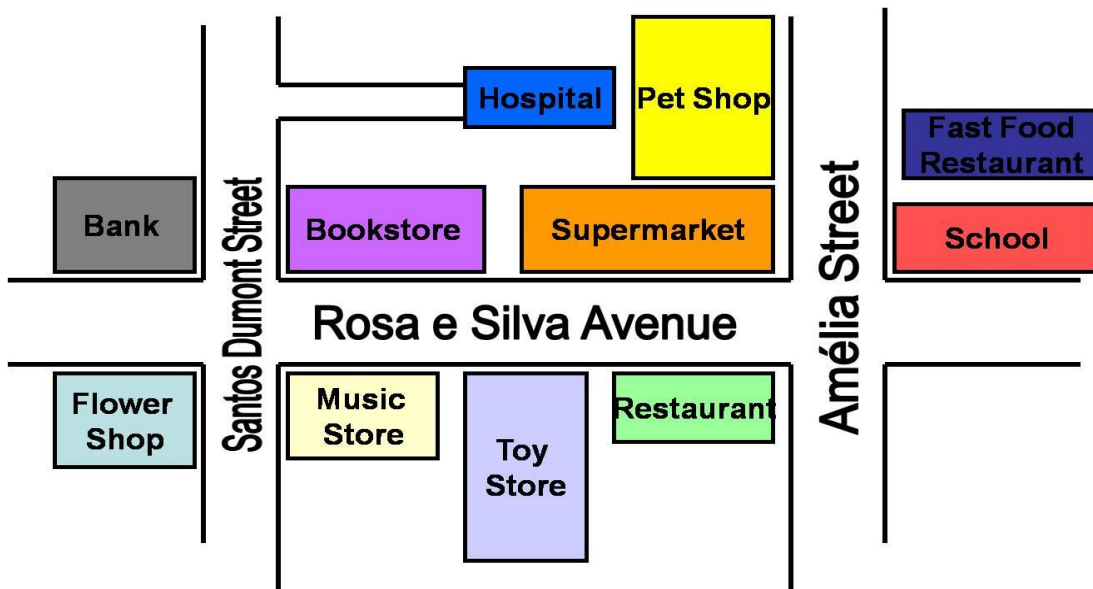 Hospital
Pet Shop
Fast Food
Restaurant
Bank
Santos Dumont Street
Bookstore
Supermarket
Amélia Street
School
Rosa e Silva Avenue
Flower
Shop
Music
Store
Toy
Store
Restaurant